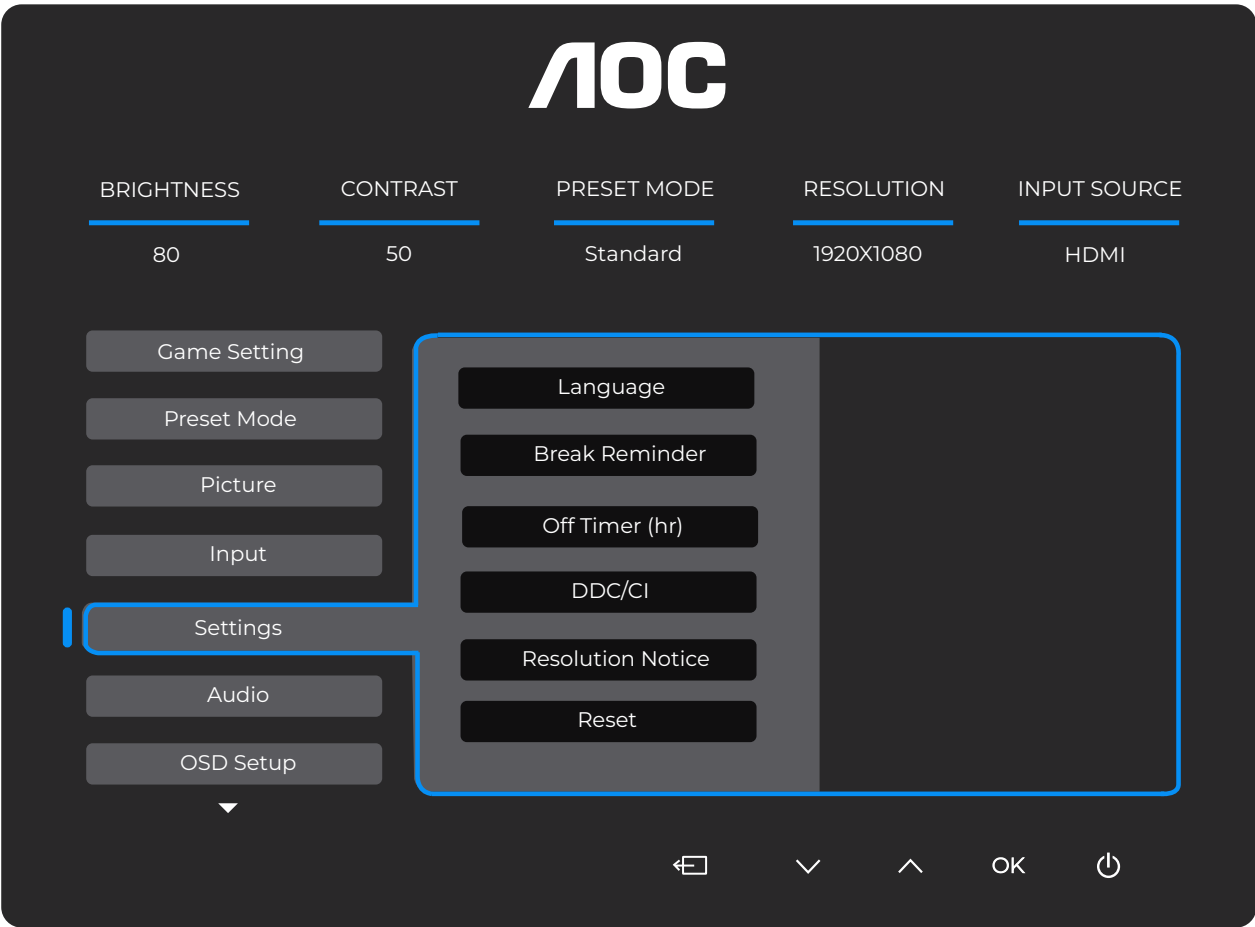 AOC
BRIGHTNESS CONTRAST PRESET MODE RESOLUTION INPUT SOURCE
80 50 Standard 1920X1080 HDMI
Game Setting
Preset Mode
Picture
Input
Settings
Audio
OSD Setup
Language
Break Reminder
Off Timer (hr)
DDC/CI
Resolution Notice
Reset
OK